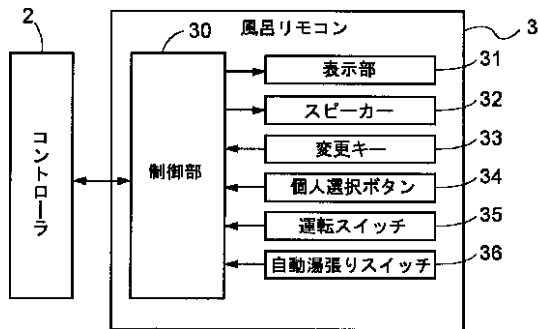 2
30
風呂リモコン
3
コントローラ
制御部
表示部
31
スピーカー
32
変更キー
33
個人選択ボタン
34
運転スイッチ
35
自動湯張りスイッチ
36